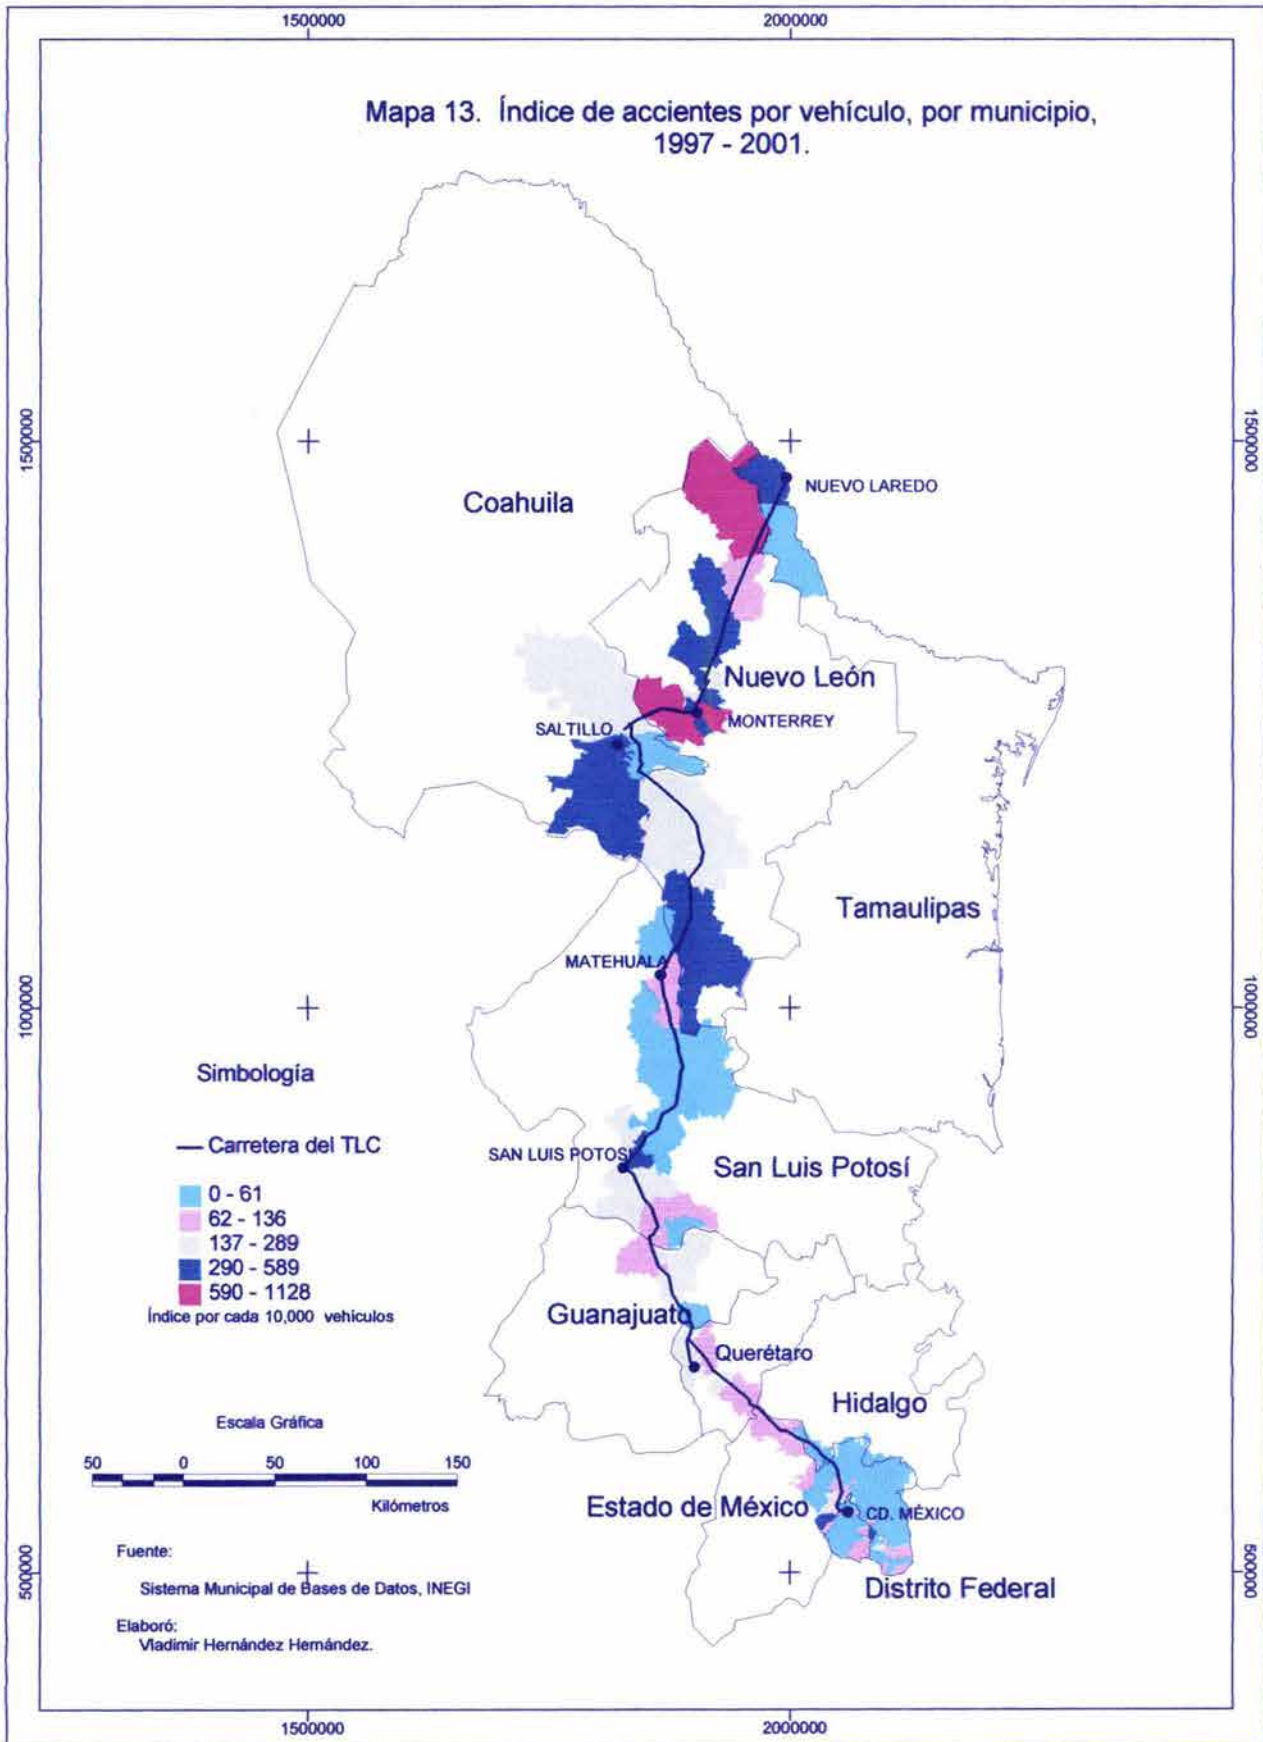 1500000
2000000
Mapa 13. Índice de accientes por vehículo, por municipio,
1997 - 2001.
1500000
1500000
NUEVO LAREDO
Coahuila
Nuevo León
SALTILLO
MONTERREY
Tamaulipas
MATEHUALA
1000000
1000000
Simbología
Carretera del TLC
SAN LUIS POTOSI
San Luis Potosí
0 - 61
62 - 136
137 - 289
290 - 589
590 - 1128
Índice por cada 10,000 vehículos
Guanajuato
Querétaro
Hidalgo
Escala Gráfica
50 0 50 100 150
Kilómetros
Estado de México
CD. MÉXICO
Fuente:
Sistema Municipal de Bases de Datos, INEGI
500000
500000
Distrito Federal
Elaboró:
Vladimir Hernández Hernández.
1500000
2000000